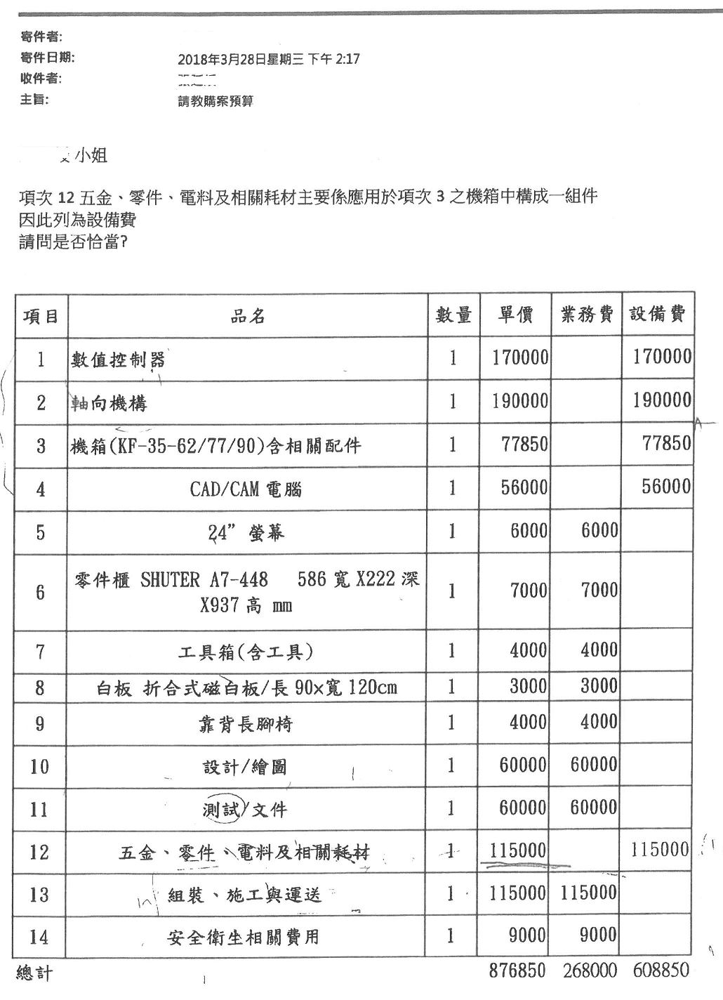 寄件者:
寄件日期: 2018年3月28日星期三 下午 2:17
收件者:
主旨: 請教購案預算
小姐
項次 12 五金、零件、電料及相關耗材主要係應用於項次 3 之機箱中構成一組件
因此列為設備費
請問是否恰當?
項目 品名 數量 單價 業務費 設備費
1 數值控制器 1 170000 170000
2 軸向機構 1 190000 190000
3 機箱(KF-35-62/77/90)含相關配件 1 77850 77850
4 CAD/CAM 電腦 1 56000 56000
5 24” 螢幕 1 6000 6000
6 零件櫃 SHUTER A7-448 586 寬 X222 深
X937 高 mm 1 7000 7000
7 工具箱(含工具) 1 4000 4000
8 白板 折合式磁白板/長 90×寬 120cm 1 3000 3000
9 靠背長腳椅 1 4000 4000
10 設計/繪圖 1 60000 60000
11 測試/文件 1 60000 60000
12 五金、零件、電料及相關耗材 1 115000 115000
13 組裝、施工與運送 1 115000 115000
14 安全衛生相關費用 1 9000 9000
總計 876850 268000 608850